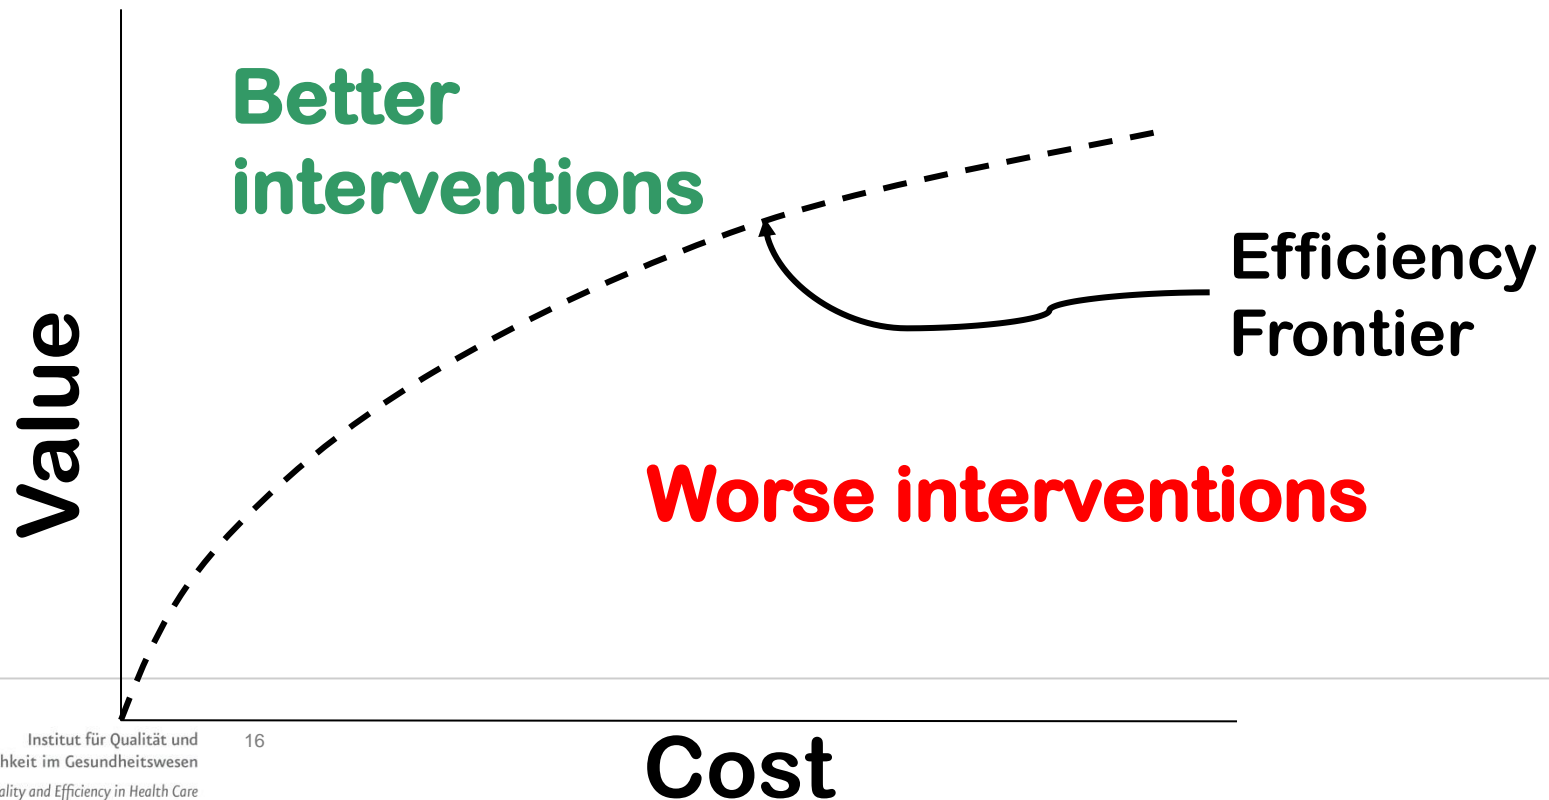 Better
interventions
Efficiency
Frontier
Value
Worse interventions
Cost
Institut für Qualität und
hkeit im Gesundheitswesen
ality and Efficiency in Health Care
16